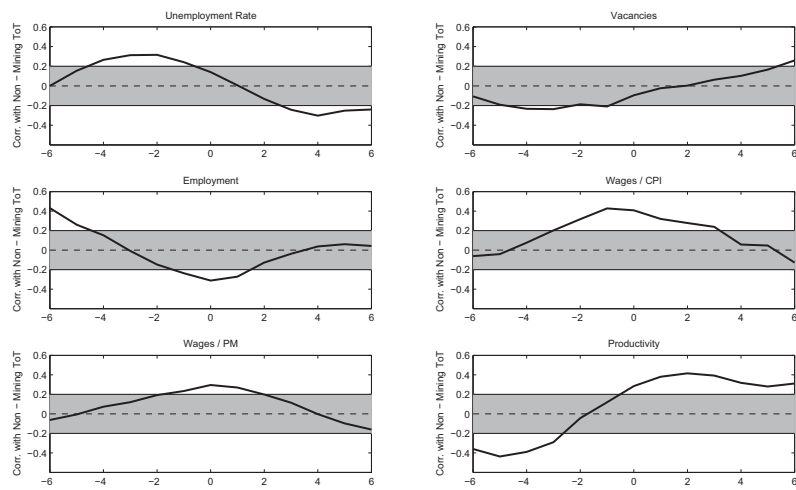 Unemployment Rate
Corr. with Non − Mining ToT
0.6
0.4
0.2
0
−0.2
−0.4
−6 −4 −2 0 2 4 6
Vacancies
Corr. with Non − Mining ToT
0.6
0.4
0.2
0
−0.2
−0.4
−6 −4 −2 0 2 4 6
Employment
Corr. with Non − Mining ToT
0.6
0.4
0.2
0
−0.2
−0.4
−6 −4 −2 0 2 4 6
Wages / CPI
Corr. with Non − Mining ToT
0.6
0.4
0.2
0
−0.2
−0.4
−6 −4 −2 0 2 4 6
Wages / PM
Corr. with Non − Mining ToT
0.6
0.4
0.2
0
−0.2
−0.4
−6 −4 −2 0 2 4 6
Productivity
Corr. with Non − Mining ToT
0.6
0.4
0.2
0
−0.2
−0.4
−6 −4 −2 0 2 4 6